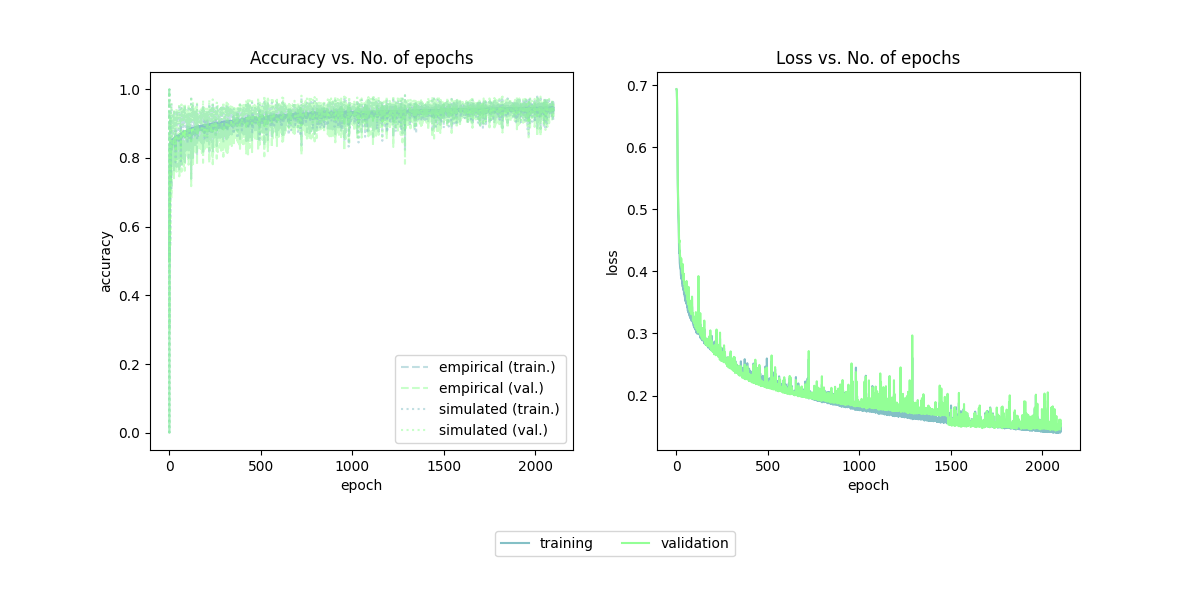 Accuracy vs. No. of epochs
1.0
0.8
0.6
0.4
0.2
0.0
accuracy
0
500
1000
1500
2000
epoch
empirical (train.)
empirical (val.)
simulated (train.)
simulated (val.)
Loss vs. No. of epochs
0.7
0.6
0.5
0.4
0.3
0.2
loss
0
500
1000
1500
2000
epoch
training
validation